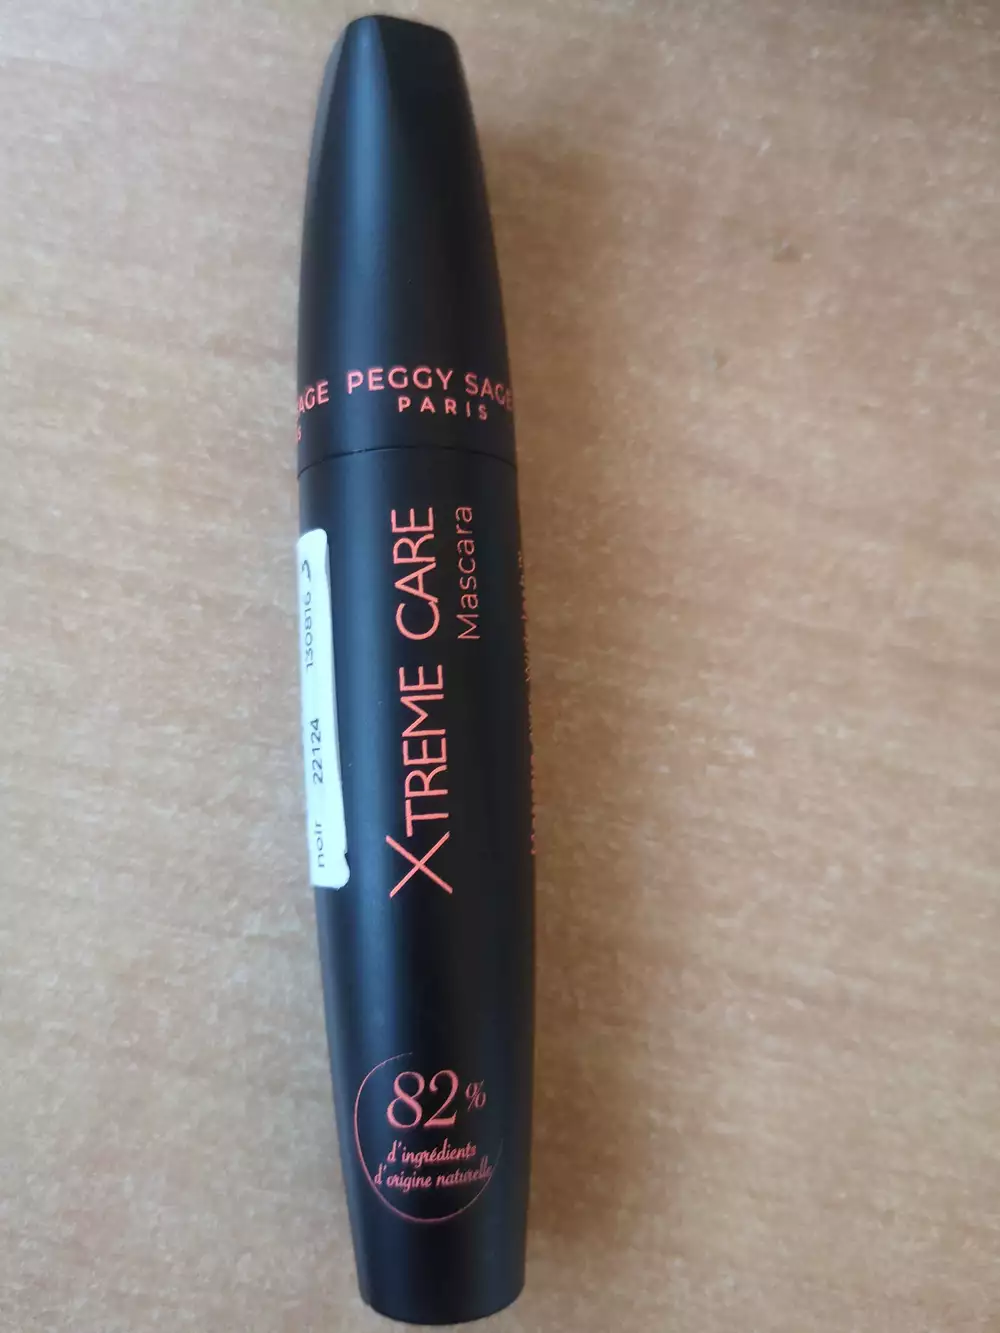 AGE PEGGY SAGE
PARIS
XTREME CARE
Mascara
noir 22124 130816
82%
d'ingrédients
d'origine naturelle